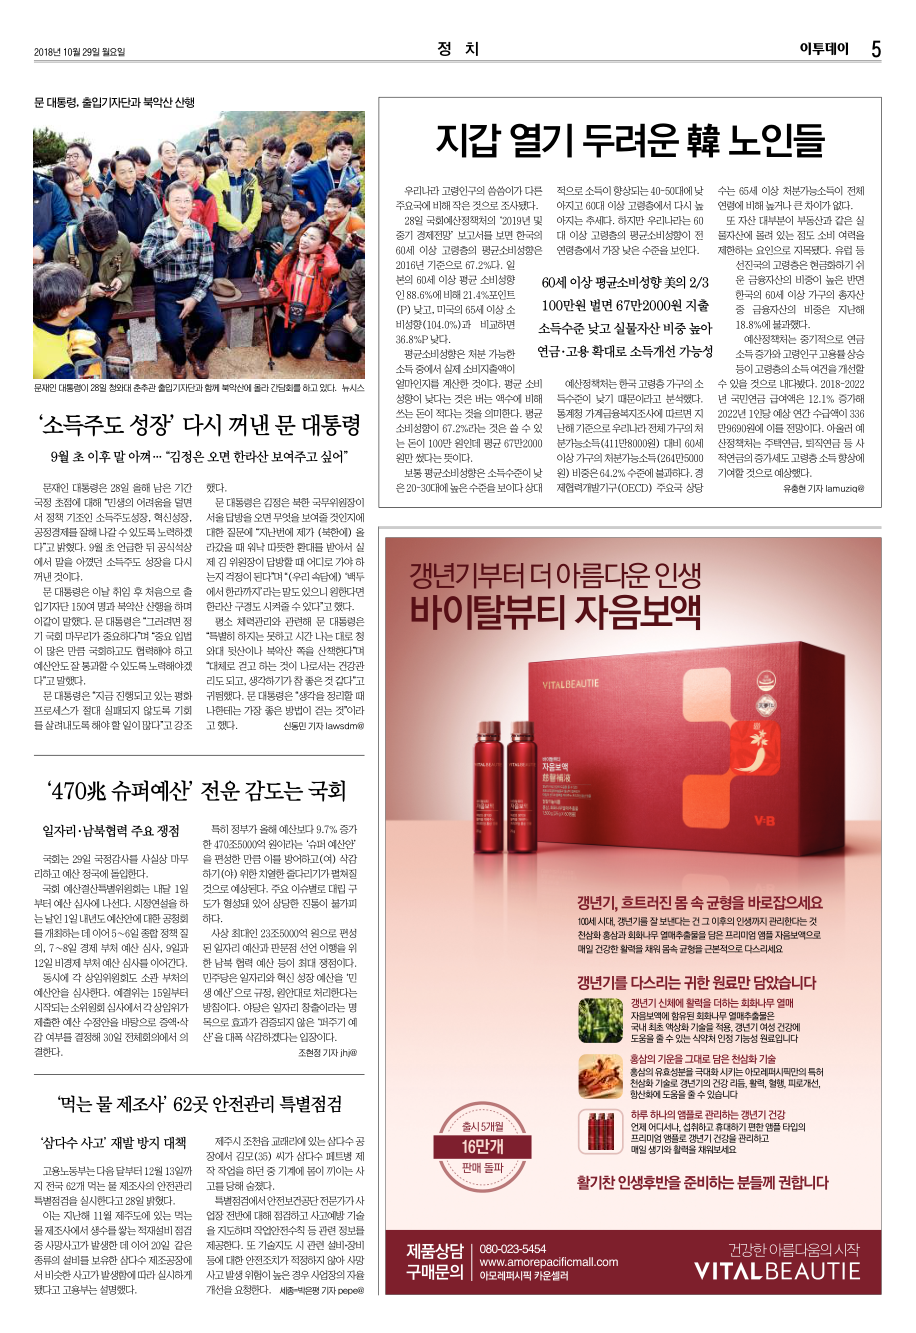 2018년 10월 29일 월요일
정 치
이투데이 5
문 대통령, 출입기자단과 북악산 산행
문재인 대통령이 28일 청와대 춘추관 출입기자단과 함께 북악산에 올라 간담회를 하고 있다. 뉴시스
‘소득주도 성장’ 다시 꺼낸 문 대통령
9월 초 이후 말 아껴… “김정은 오면 한라산 보여주고 싶어”
문재인 대통령은 28일 올해 남은 기간
국정 초점에 대해 “민생의 어려움을 덜면
서 정책 기조인 소득주도성장, 혁신성장,
공정경제를 잘해 나갈 수 있도록 노력하겠
다”고 밝혔다. 9월 초 언급한 뒤 공식석상
에서 말을 아꼈던 소득주도 성장을 다시
꺼낸 것이다.
문 대통령은 이날 취임 후 처음으로 출
입기자단 150여 명과 북악산 산행을 하며
이같이 말했다. 문 대통령은 “그러려면 정
기 국회 마무리가 중요하다”며 “중요 입법
이 많은 만큼 국회하고도 협력해야 하고
예산안도 잘 통과할 수 있도록 노력해야겠
다”고 말했다.
문 대통령은 “지금 진행되고 있는 평화
프로세스가 절대 실패되지 않도록 기회
를 살려내도록 해야 할 일이 많다”고 강조
했다.
문 대통령은 김정은 북한 국무위원장이
서울 답방을 오면 무엇을 보여줄 것인지에
대한 질문에 “지난번에 제가 (북한에) 올
라갔을 때 워낙 따뜻한 환대를 받아서 실
제 김 위원장이 답방할 때 어디로 가야 하
는지 걱정이 된다”며 “(우리 속담에) ‘백두
에서 한라까지’라는 말도 있으니 원한다면
한라산 구경도 시켜줄 수 있다”고 했다.
평소 체력관리와 관련해 문 대통령은
“특별히 하지는 못하고 시간 나는 대로 청
와대 뒷산이나 북악산 쪽을 산책한다”며
“대체로 걷고 하는 것이 나로서는 건강관
리도 되고, 생각하기가 참 좋은 것 같다”고
귀띔했다. 문 대통령은 “생각을 정리할 때
나한테는 가장 좋은 방법이 걷는 것”이라
고 했다. 신동민 기자 lawsdm@
‘470兆 슈퍼예산’ 전운 감도는 국회
일자리·남북협력 주요 쟁점
국회는 29일 국정감사를 사실상 마무
리하고 예산 정국에 돌입한다.
국회 예산결산특별위원회는 내달 1일
부터 예산 심사에 나선다. 시정연설을 하
는 날인 1일 내년도 예산안에 대한 공청회
를 개최하는 데 이어 5~6일 종합 정책 질
의, 7~8일 경제 부처 예산 심사, 9일과
12일 비경제 부처 예산 심사를 이어간다.
동시에 각 상임위원회도 소관 부처의
예산안을 심사한다. 예결위는 15일부터
시작되는 소위원회 심사에서 각 상임위가
제출한 예산 수정안을 바탕으로 증액·삭
감 여부를 결정해 30일 전체회의에서 의
결한다.
특히 정부가 올해 예산보다 9.7% 증가
한 470조5000억 원이라는 ‘슈퍼 예산안’
을 편성한 만큼 이를 방어하고(여) 삭감
하기(야) 위한 치열한 줄다리기가 펼쳐질
것으로 예상된다. 주요 이슈별로 대립 구
도가 형성돼 있어 상당한 진통이 불가피
하다.
사상 최대인 23조5000억 원으로 편성
된 일자리 예산과 판문점 선언 이행을 위
한 남북 협력 예산 등이 최대 쟁점이다.
민주당은 일자리와 혁신 성장 예산을 ‘민
생 예산’으로 규정, 원안대로 처리한다는
방침이다. 야당은 일자리 창출이라는 명
목으로 효과가 검증되지 않은 ‘퍼주기 예
산’을 대폭 삭감하겠다는 입장이다.
조현정 기자 jhj@
‘먹는 물 제조사’ 62곳 안전관리 특별점검
‘삼다수 사고’ 재발 방지 대책
고용노동부는 다음 달부터 12월 13일까
지 전국 62개 먹는 물 제조사의 안전관리
특별점검을 실시한다고 28일 밝혔다.
이는 지난해 11월 제주도에 있는 먹는
물 제조사에서 생수를 쌓는 적재설비 점검
중 사망사고가 발생한 데 이어 20일 같은
종류의 설비를 보유한 삼다수 제조공장에
서 비슷한 사고가 발생함에 따라 실시하게
됐다고 고용부는 설명했다.
제주시 조천읍 교래리에 있는 삼다수 공
장에서 김모(35) 씨가 삼다수 페트병 제
작 작업을 하던 중 기계에 몸이 끼이는 사
고를 당해 숨졌다.
특별점검에서 안전보건공단 전문가가 사
업장 전반에 대해 점검하고 사고예방 기술
을 지도하며 작업안전수칙 등 관련 정보를
제공한다. 또 기술지도 시 관련 설비·장비
등에 대한 안전조치가 적정하지 않아 사망
사고 발생 위험이 높은 경우 사업장의 자율
개선을 요청한다. 세종=박은평 기자 pepe@
지갑 열기 두려운 韓 노인들
우리나라 고령인구의 씀씀이가 다른
주요국에 비해 작은 것으로 조사됐다.
28일 국회예산정책처의 ‘2019년 및
중기 경제전망’ 보고서를 보면 한국의
60세 이상 고령층의 평균소비성향은
2016년 기준으로 67.2%다. 일
본의 60세 이상 평균 소비성향
인 88.6%에 비해 21.4%포인트
(P) 낮고, 미국의 65세 이상 소
비성향(104.0%)과 비교하면
36.8%P 낮다.
평균소비성향은 처분 가능한
소득 중에서 실제 소비지출액이
얼마인지를 계산한 것이다. 평균 소비
성향이 낮다는 것은 버는 액수에 비해
쓰는 돈이 적다는 것을 의미한다. 평균
소비성향이 67.2%라는 것은 쓸 수 있
는 돈이 100만 원인데 평균 67만2000
원만 썼다는 뜻이다.
보통 평균소비성향은 소득수준이 낮
은 20-30대에 높은 수준을 보이다 상대
적으로 소득이 향상되는 40-50대에 낮
아지고 60대 이상 고령층에서 다시 높
아지는 추세다. 하지만 우리나라는 60
대 이상 고령층의 평균소비성향이 전
연령층에서 가장 낮은 수준을 보인다.
60세 이상 평균소비성향 美의 2/3
100만원 벌면 67만2000원 지출
소득수준 낮고 실물자산 비중 높아
연금·고용 확대로 소득개선 가능성
예산정책처는 한국 고령층 가구의 소
득수준이 낮기 때문이라고 분석했다.
통계청 가계금융복지조사에 따르면 지
난해 기준으로 우리나라 전체 가구의 처
분가능소득(411만8000원) 대비 60세
이상 가구의 처분가능소득(264만5000
원) 비중은 64.2% 수준에 불과하다. 경
제협력개발기구(OECD) 주요국 상당
수는 65세 이상 처분가능소득이 전체
연령에 비해 높거나 큰 차이가 없다.
또 자산 대부분이 부동산과 같은 실
물자산에 몰려 있는 점도 소비 여력을
제한하는 요인으로 지목됐다. 유럽 등
선진국의 고령층은 현금화하기 쉬
운 금융자산의 비중이 높은 반면
한국의 60세 이상 가구의 총자산
중 금융자산의 비중은 지난해
18.8%에 불과했다.
예산정책처는 중기적으로 연금
소득 증가와 고령인구 고용률 상승
등이 고령층의 소득 여건을 개선할
수 있을 것으로 내다봤다. 2018-2022
년 국민연금 급여액은 12.1% 증가해
2022년 1인당 예상 연간 수급액이 336
만9690원에 이를 전망이다. 아울러 예
산정책처는 주택연금, 퇴직연금 등 사
적연금의 증가세도 고령층 소득 향상에
기여할 것으로 예상했다.
유충현 기자 lamuziq@
갱년기부터 더 아름다운 인생
바이탈뷰티 자음보액
VITALBEAUTIE
VITALBEAUTIE
자음보액
V=B
갱년기, 흐트러진 몸 속 균형을 바로잡으세요
100세 시대, 갱년기를 잘 보낸다는 건 그 이후의 인생까지 관리한다는 것
천삼화 홍삼과 회화나무 열매추출물을 담은 프리미엄 앰플 자음보액으로
매일 건강한 활력을 채워 몸속 균형을 근본적으로 다스리세요
갱년기를 다스리는 귀한 원료만 담았습니다
갱년기 신체에 활력을 더하는 회화나무 열매
자음보액에 함유된 회화나무 열매추출물은
국내 최초 액상화 기술을 적용, 갱년기 여성 건강에
도움을 줄 수 있는 식약처 인정 기능성 원료입니다
홍삼의 기운을 그대로 담은 천삼화 기술
홍삼의 유효성분을 극대화 시키는 아모레퍼시픽만의 특허
천삼화 기술로 갱년기의 건강 리듬, 활력, 혈행, 피로개선,
항산화에 도움을 줄 수 있습니다
하루 하나의 앰플로 관리하는 갱년기 건강
언제 어디서나, 섭취하고 휴대하기 편한 앰플 타입의
프리미엄 앰플로 갱년기 건강을 관리하고
매일 생기와 활력을 채워보세요
출시 5개월
16만개
판매 돌파
활기찬 인생후반을 준비하는 분들께 권합니다
제품상담
구매문의
080-023-5454
www.amorepacificmall.com
아모레퍼시픽 카운셀러
건강한 아름다움의 시작
VITALBEAUTIE